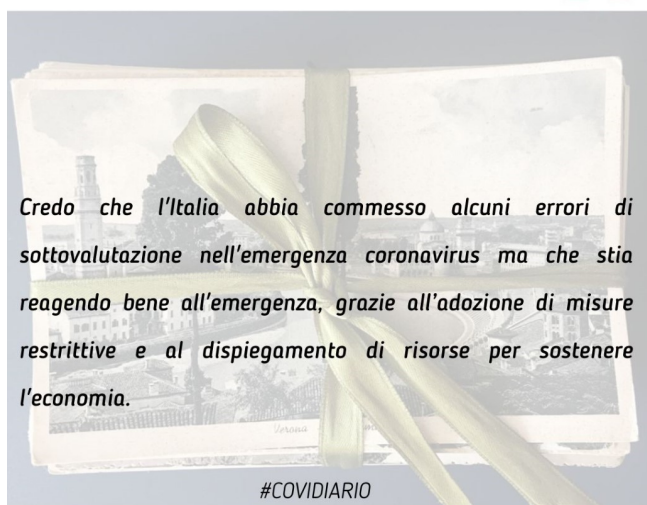 Credo che l'Italia abbia commesso alcuni errori di
sottovalutazione nell'emergenza coronavirus ma che stia
reagendo bene all'emergenza, grazie all'adozione di misure
restrittive e al dispiegamento di risorse per sostenere
l'economia.
Verona
#COVIDIARIO